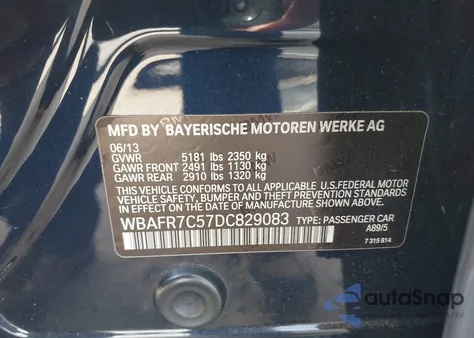 MFD BY BAYERISCHE MOTOREN WERKE AG
06/13
GVWR 5181 lbs 2350 kg
GAWR FRONT 2491 lbs 1130 kg
GAWR REAR 2910 lbs 1320 kg
THIS VEHICLE CONFORMS TO ALL APPLICABLE U.S.FEDERAL MOTOR
VEHICLE SAFETY, BUMPER, AND THEFT PREVENTION STANDARDS
IN EFFECT ON THE DATE OF MANUFACTURE SHOWN ABOVE.
WBAFR7C57DC829083 TYPE: PASSENGER CAR
A89/5
7 315 814
autoSnap